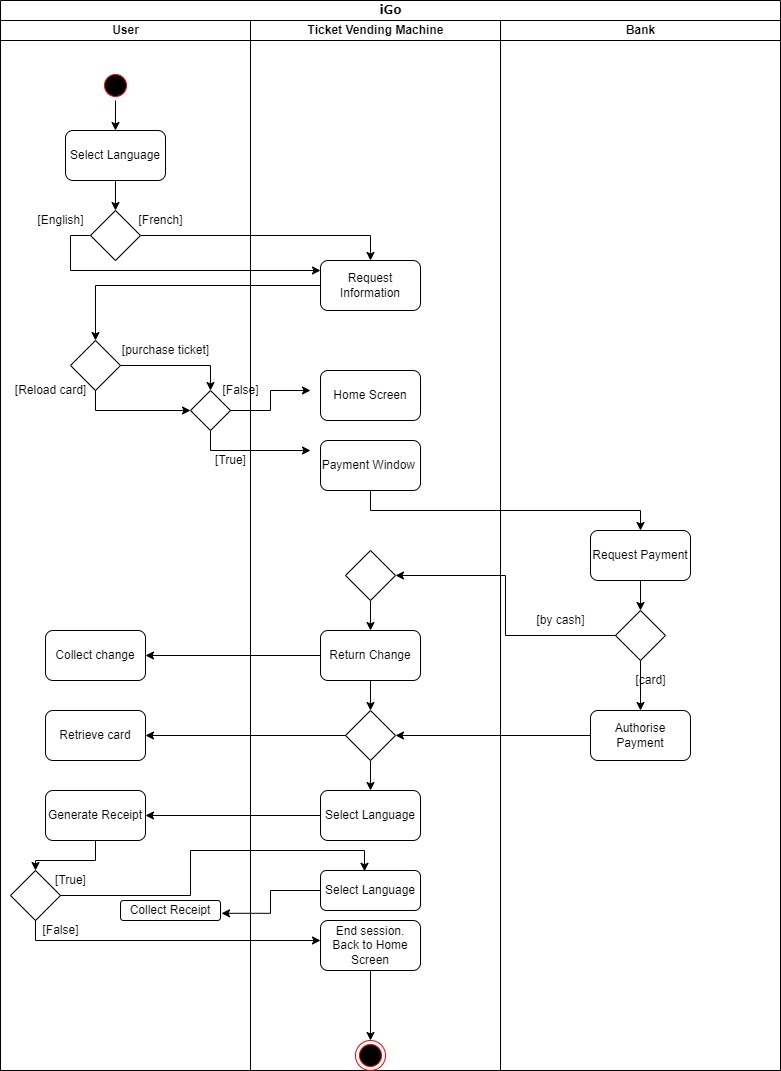 iGo
User
Ticket Vending Machine
Bank
Select Language
[English]
[French]
Request
Information
[purchase ticket]
[Reload card]
[False]
Home Screen
[True]
Payment Window
Request Payment
[by cash]
Collect change
Return Change
[card]
Retrieve card
Authorise
Payment
Generate Receipt
Select Language
[True]
Select Language
Collect Receipt
[False]
End session.
Back to Home
Screen